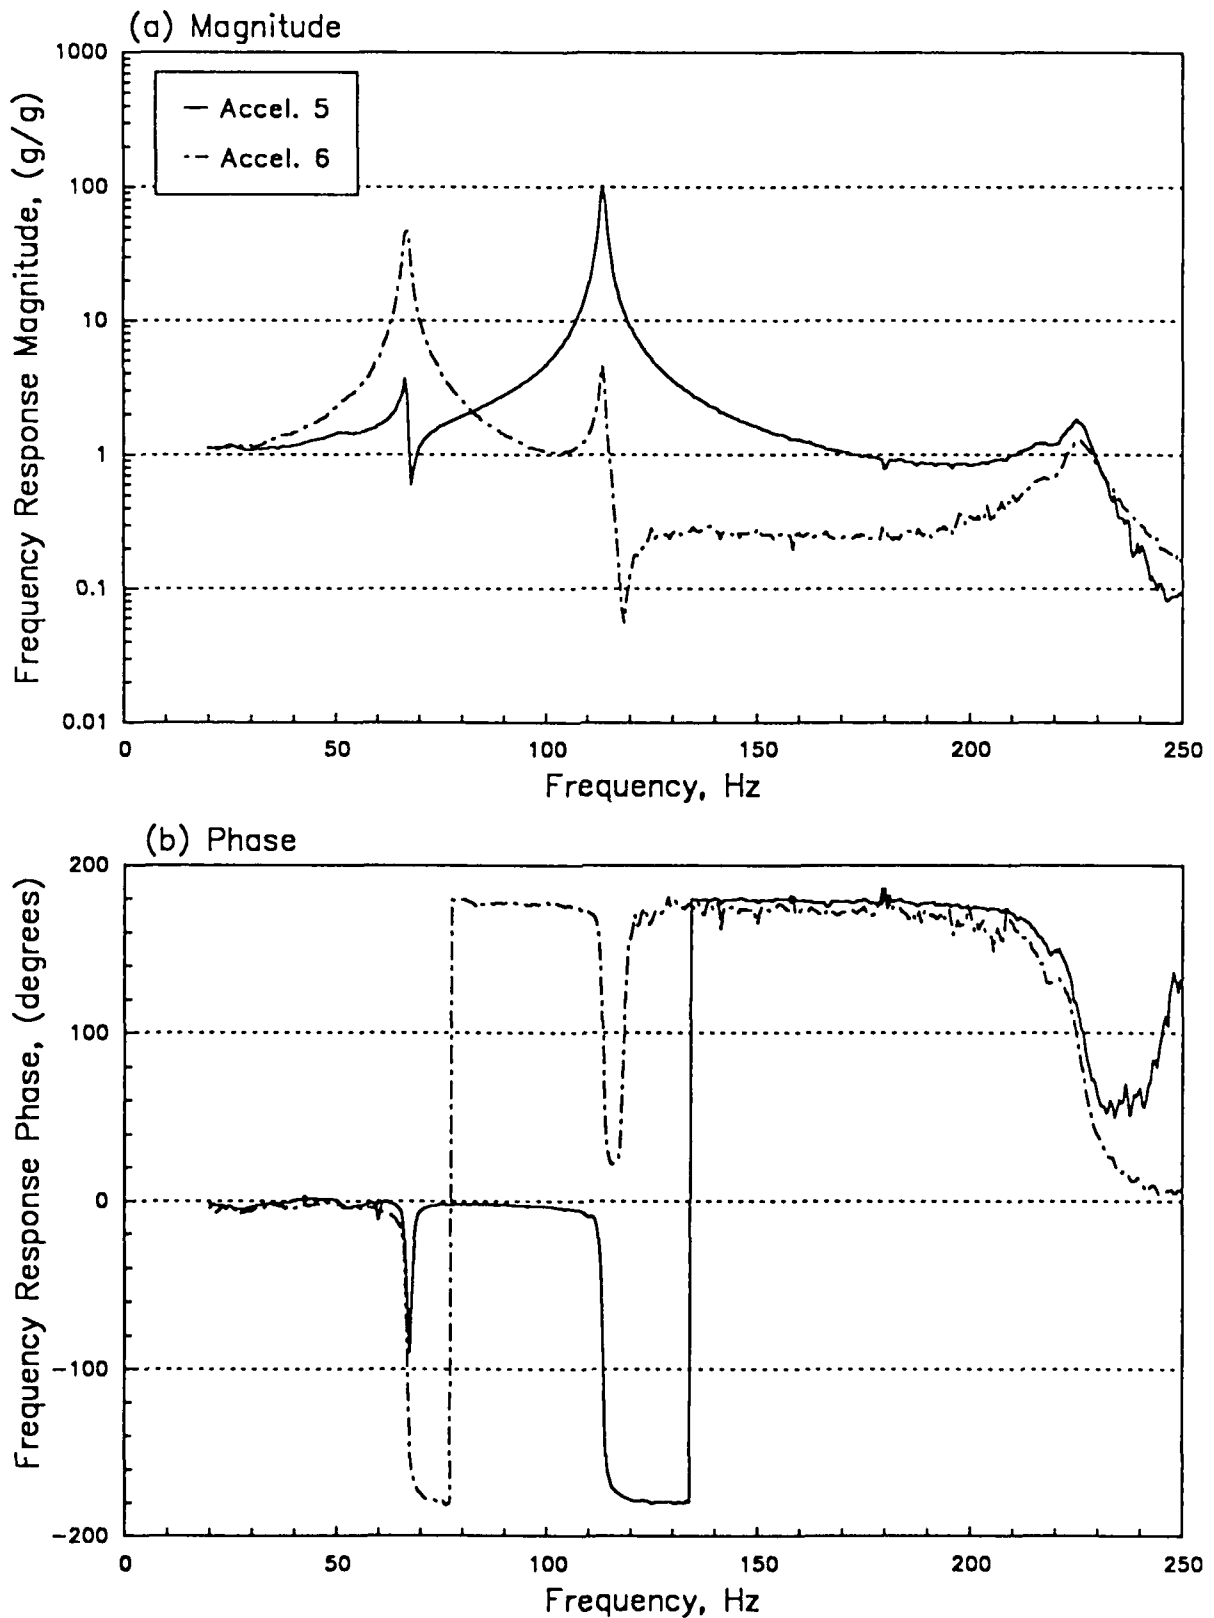 (a) Magnitude
Frequency Response Magnitude, (g/g)
1000
100
10
1
0.1
0.01
Accel. 5
Accel. 6
0 50 100 150 200 250
Frequency, Hz
(b) Phase
Frequency Response Phase, (degrees)
200
100
0
-100
-200
0 50 100 150 200 250
Frequency, Hz